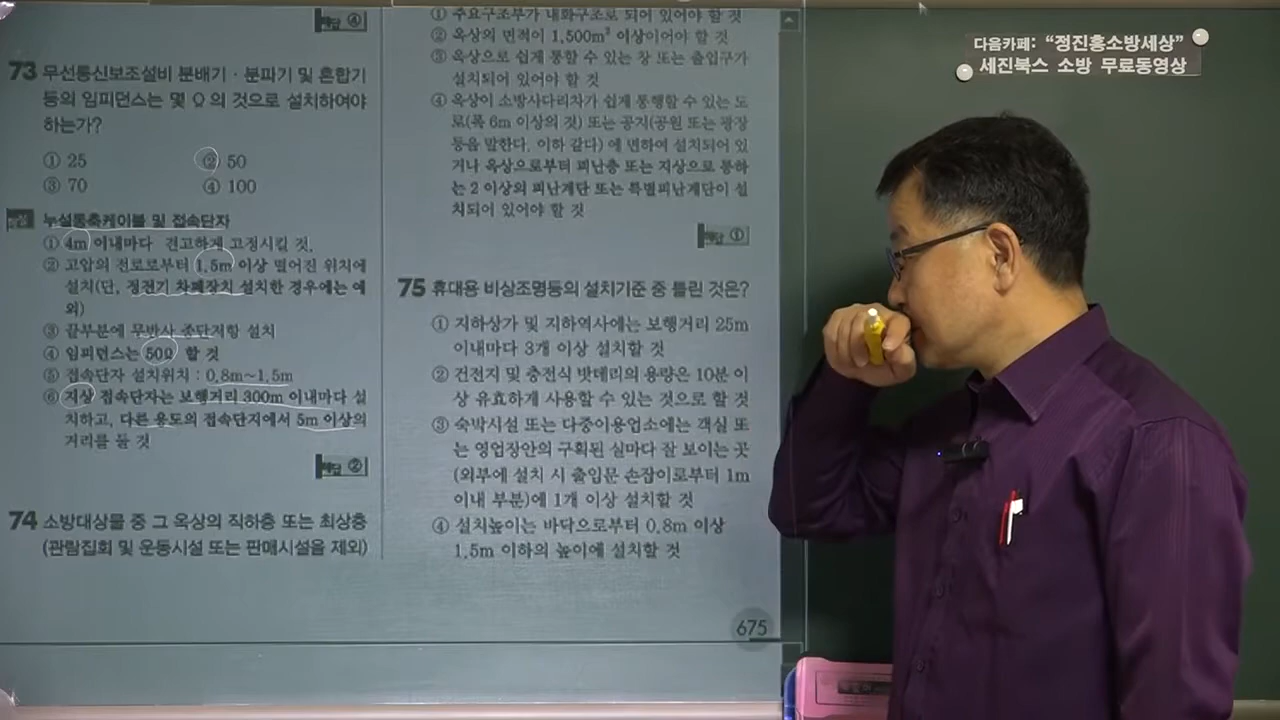 해답 ④
73 무선통신보조설비 분배기·분파기 및 혼합기
등의 임피던스는 몇 Ω의 것으로 설치하여야
하는가?
① 25 ② 50
③ 70 ④ 100
해설 누설동축케이블 및 접속단자
① 4m 이내마다 견고하게 고정시킬 것.
② 고압의 전로로부터 1.5m 이상 떨어진 위치에
설치(단, 정전기 차폐장치 설치한 경우에는 예
외)
③ 끝부분에 무반사 종단저항 설치
④ 임피던스는 50Ω 할 것
⑤ 접속단자 설치위치 : 0.8m~1.5m
⑥ 지상 접속단자는 보행거리 300m 이내마다 설
치하고, 다른 용도의 접속단자에서 5m 이상의
거리를 둘 것
해답 ②
74 소방대상물 중 그 옥상의 직하층 또는 최상층
(관람집회 및 운동시설 또는 판매시설을 제외)
① 주요구조부가 내화구조로 되어 있어야 할 것
② 옥상의 면적이 1,500m² 이상이어야 할 것
③ 옥상으로 쉽게 통할 수 있는 창 또는 출입구가
설치되어 있어야 할 것
④ 옥상이 소방사다리차가 쉽게 통행할 수 있는 도
로(폭 6m 이상의 것) 또는 공지(공원 또는 광장
등을 말한다. 이하 같다)에 면하여 설치되어 있
거나 옥상으로부터 피난층 또는 지상으로 통하
는 2 이상의 피난계단 또는 특별피난계단이 설
치되어 있어야 할 것
해답 ①
75 휴대용 비상조명등의 설치기준 중 틀린 것은?
① 지하상가 및 지하역사에는 보행거리 25m
이내마다 3개 이상 설치할 것
② 건전지 및 충전식 밧데리의 용량은 10분 이
상 유효하게 사용할 수 있는 것으로 할 것
③ 숙박시설 또는 다중이용업소에는 객실 또
는 영업장안의 구획된 실마다 잘 보이는 곳
(외부에 설치 시 출입문 손잡이로부터 1m
이내 부분)에 1개 이상 설치할 것
④ 설치높이는 바닥으로부터 0.8m 이상
1.5m 이하의 높이에 설치할 것
675
다음카페: “정진홍소방세상”
세진북스 소방 무료동영상